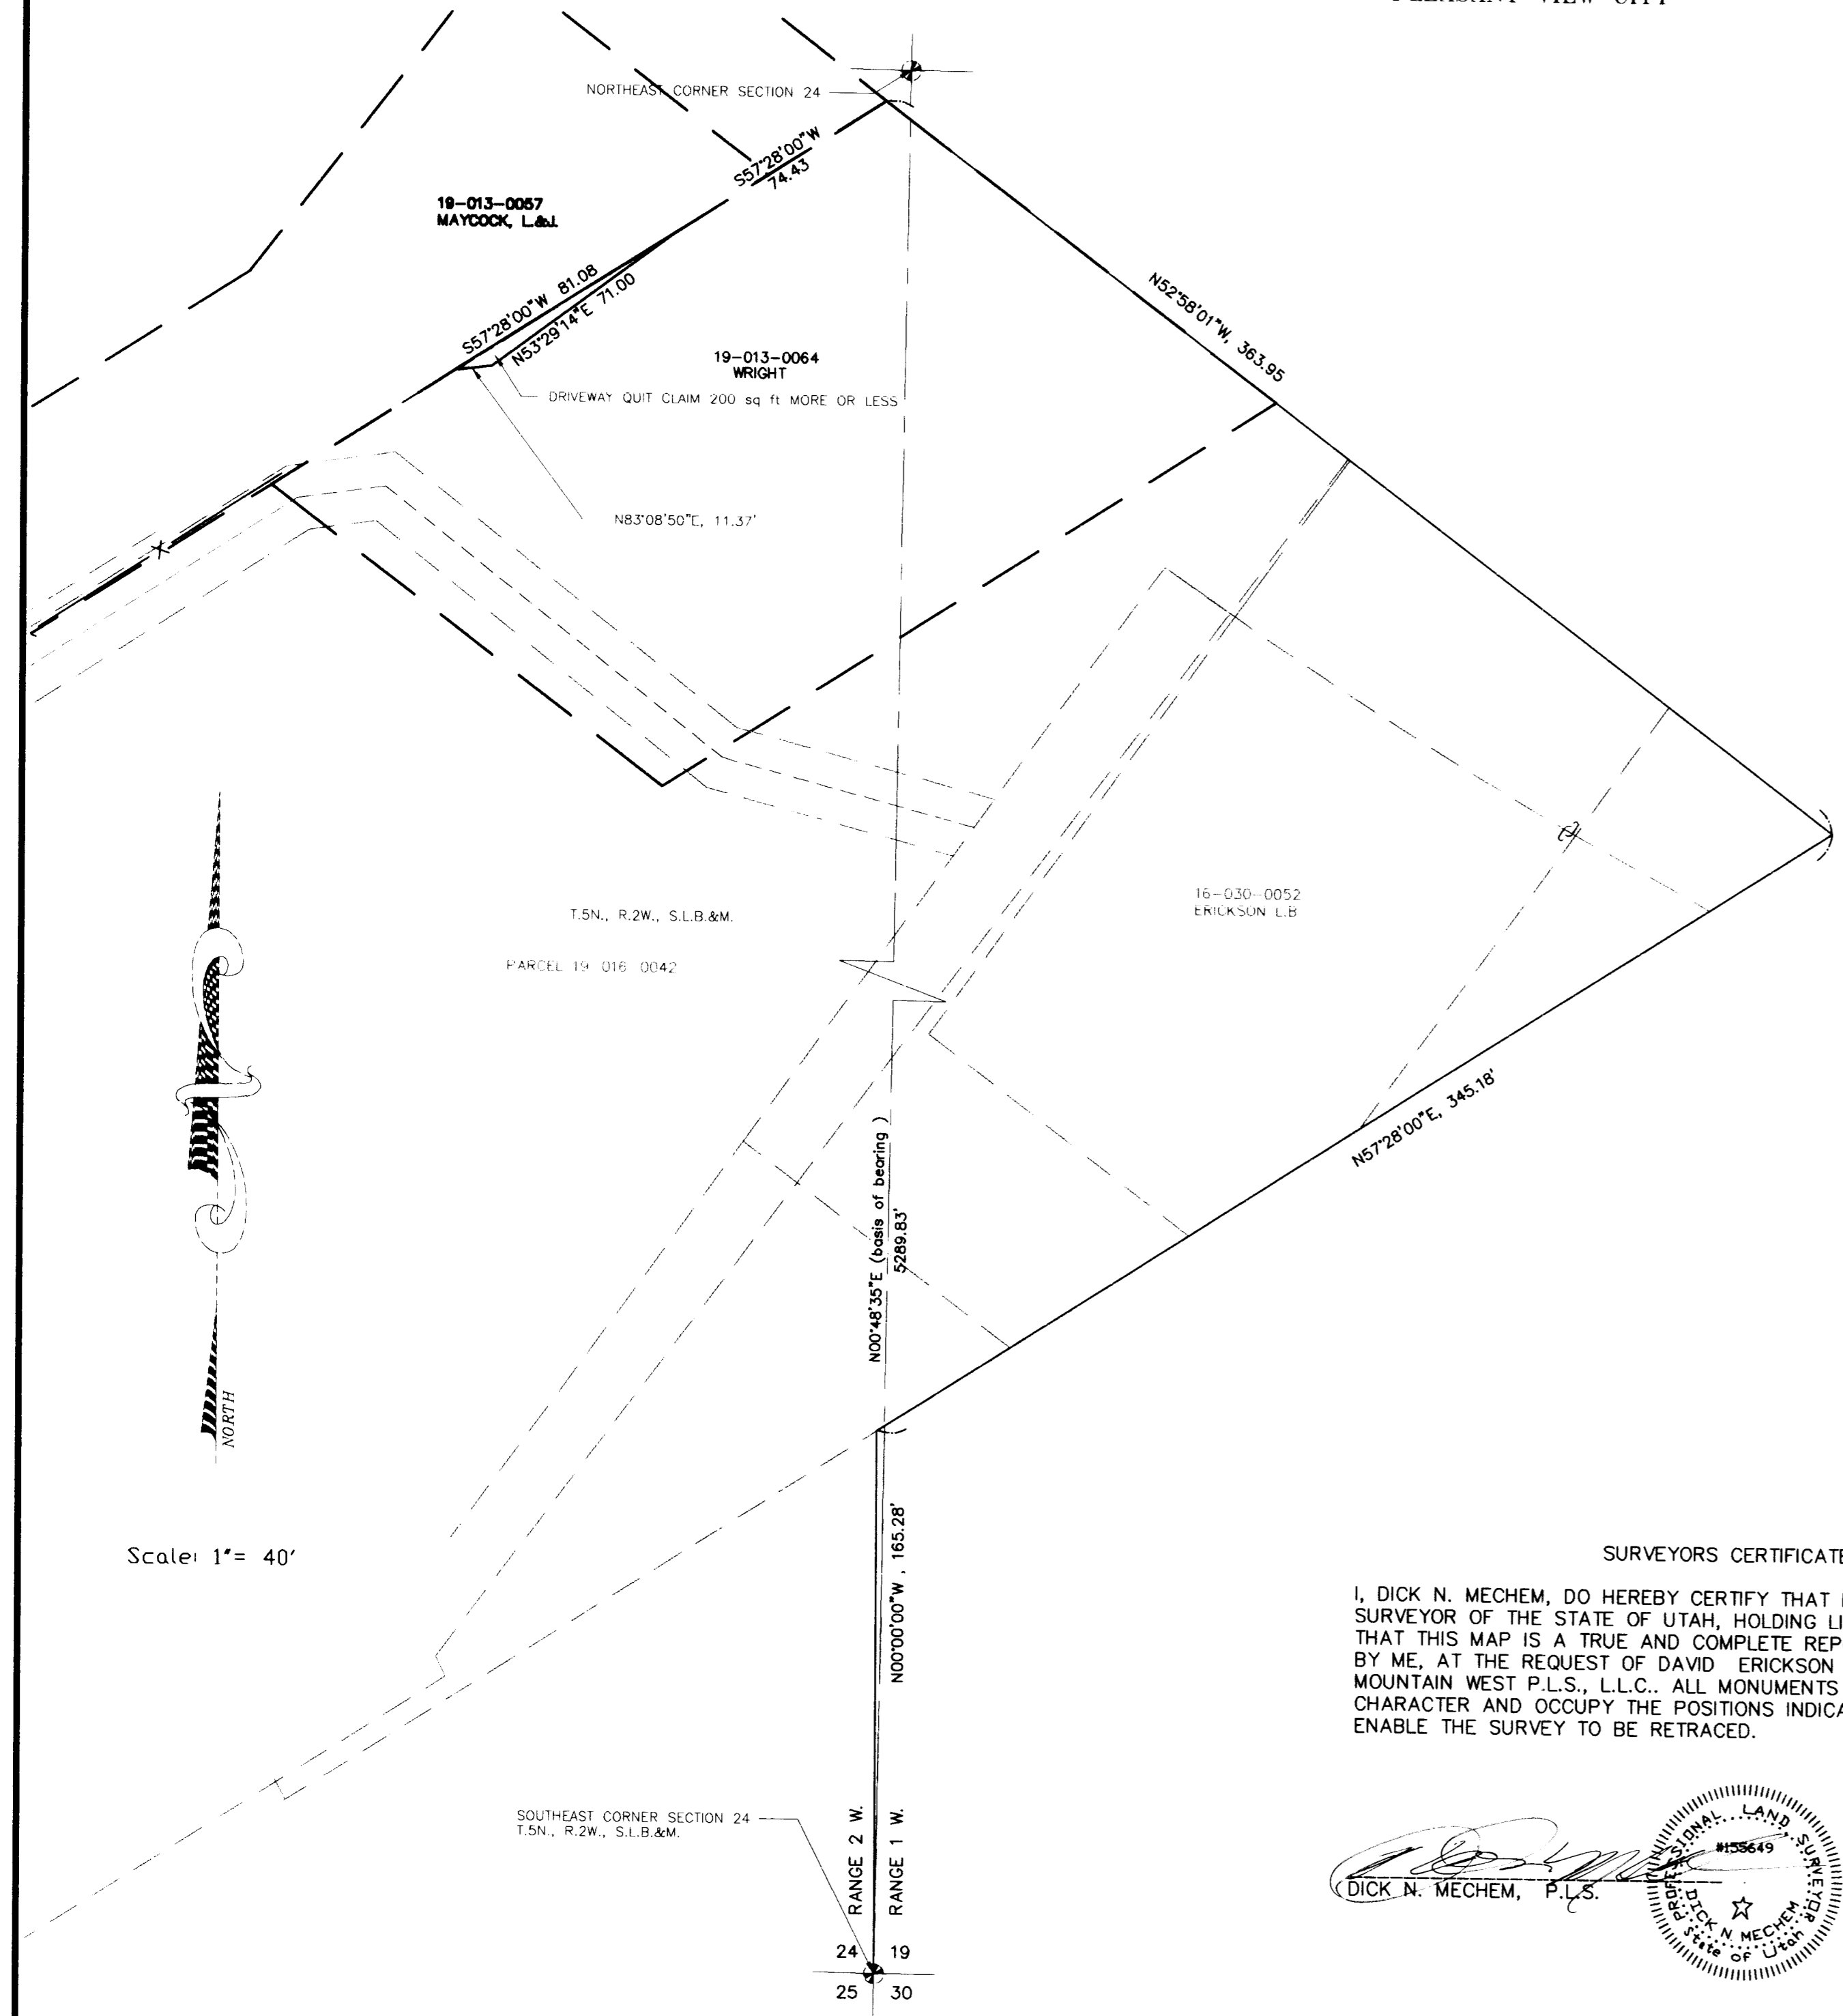 NORTHEAST CORNER SECTION 24
S57°28'00"W
74.43
19-013-0057
MAYCOCK, L.&J.
S57°28'00"W 81.08
N53°29'14"E 71.00
N52°58'01"W, 363.95
19-013-0064
WRIGHT
DRIVEWAY QUIT CLAIM 200 sq ft MORE OR LESS
N83°08'50"E, 11.37'
16-030-0052
ERICKSON L.B
T.5N., R.2W., S.L.B.&M.
PARCEL 19 016 0042
N57°28'00"E, 345.18'
N00°48'35"E (basis of bearing )
5289.83'
NORTH
N00°00'00"W , 165.28'
Scale: 1"= 40'
SURVEYORS CERTIFICATE
I, DICK N. MECHEM, DO HEREBY CERTIFY THAT
SURVEYOR OF THE STATE OF UTAH, HOLDING
THAT THIS MAP IS A TRUE AND COMPLETE
BY ME, AT THE REQUEST OF DAVID ERICKSON
MOUNTAIN WEST P.L.S., L.L.C.. ALL MONUMENTS
CHARACTER AND OCCUPY THE POSITIONS
ENABLE THE SURVEY TO BE RETRACED.
SOUTHEAST CORNER SECTION 24
T.5N., R.2W., S.L.B.&M.
RANGE 2 W.
RANGE 1 W.
24 19
25 30
DICK N. MECHEM, P.L.S.
PROFESSIONAL LAND SURVEYOR
#155649
DICK N. MECHEM
State OF Utah